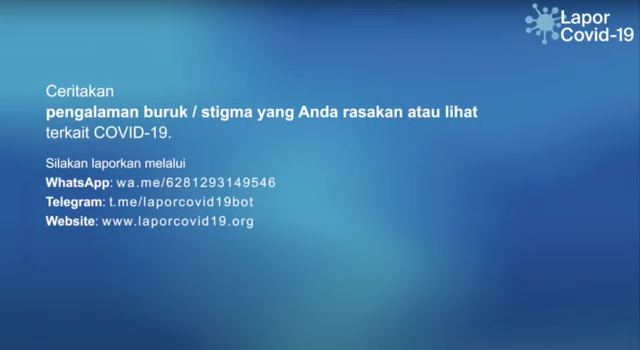 Lapor
Covid-19
Ceritakan
pengalaman buruk / stigma yang Anda rasakan atau lihat
terkait COVID-19.
Silakan laporkan melalui
WhatsApp: wa.me/6281293149546
Telegram: t.me/laporcovid19bot
Website: www.laporcovid19.org